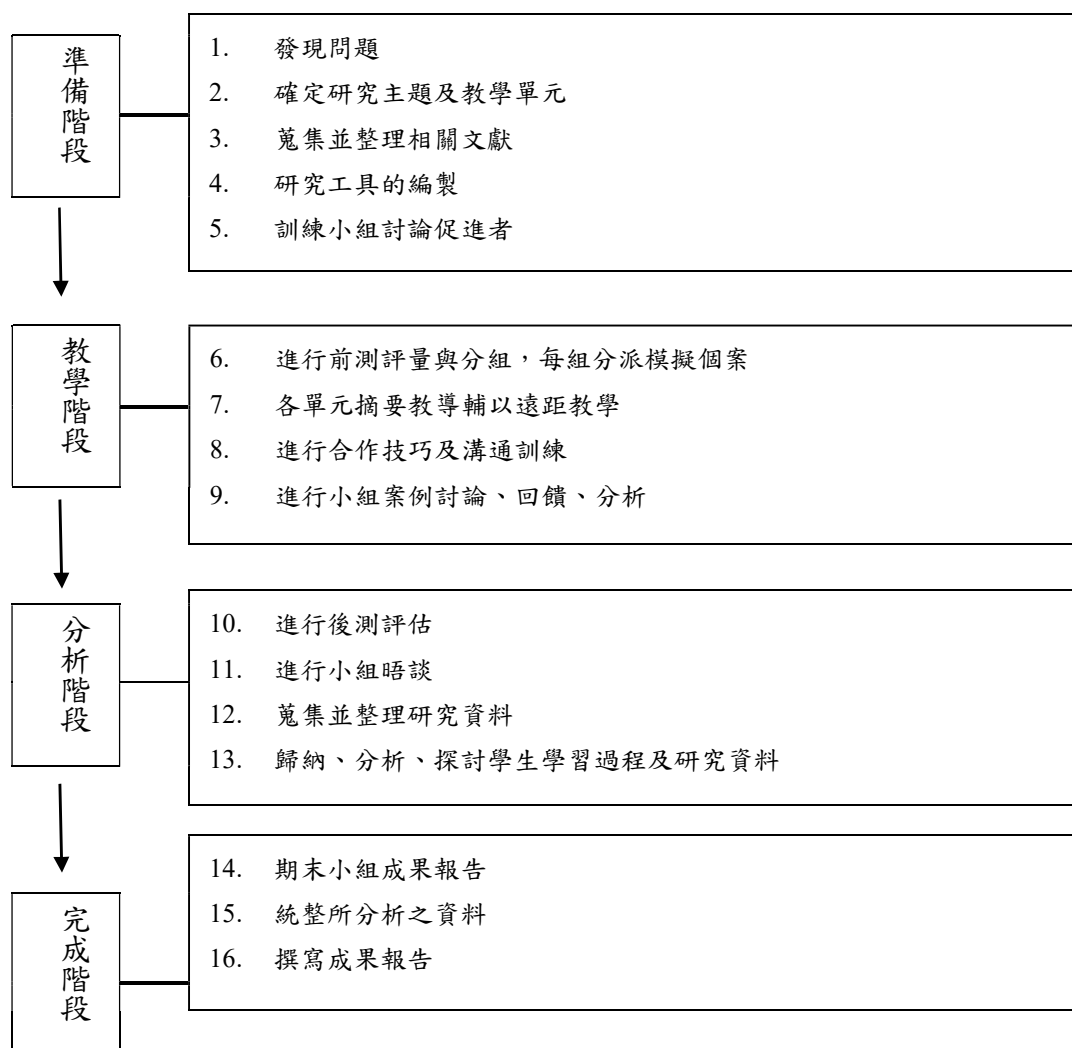 準備階段
1. 發現問題
2. 確定研究主題及教學單元
3. 蒐集並整理相關文獻
4. 研究工具的編製
5. 訓練小組討論促進者
教學階段
6. 進行前測評量與分組，每組分派模擬個案
7. 各單元摘要教導輔以遠距教學
8. 進行合作技巧及溝通訓練
9. 進行小組案例討論、回饋、分析
分析階段
10. 進行後測評估
11. 進行小組晤談
12. 蒐集並整理研究資料
13. 歸納、分析、探討學生學習過程及研究資料
完成階段
14. 期末小組成果報告
15. 統整所分析之資料
16. 撰寫成果報告